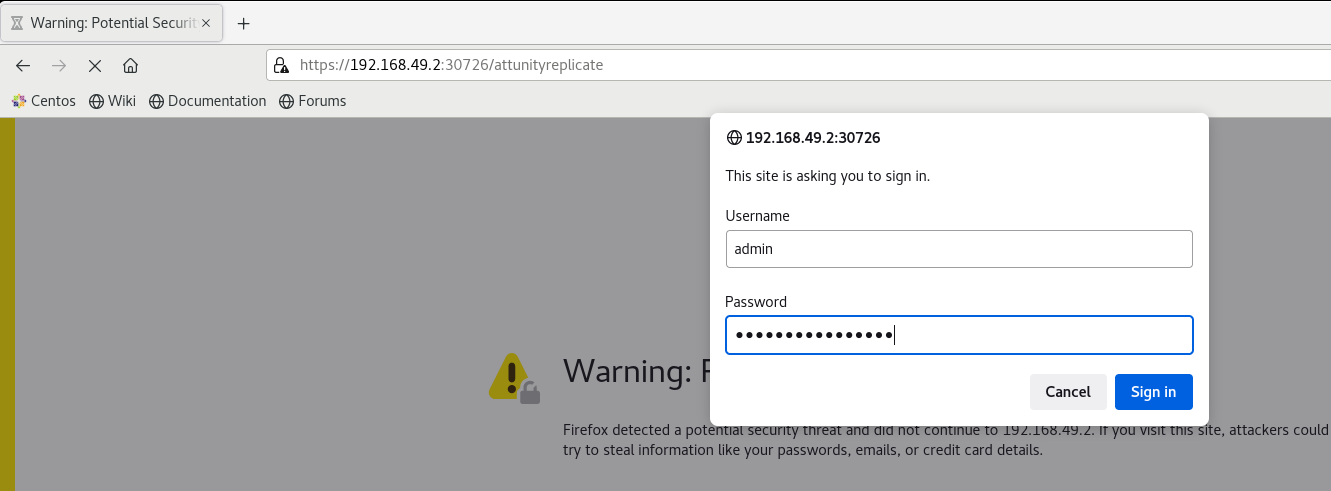 Warning: Potential Securit
https://192.168.49.2:30726/attunityreplicate
Centos Wiki Documentation Forums
192.168.49.2:30726
This site is asking you to sign in.
Username
admin
Password
••••••••••••••••
Cancel Sign in
Warning:
Firefox detected a potential security threat and did not continue to 192.168.49.2. If you visit this site, attackers could
try to steal information like your passwords, emails, or credit card details.